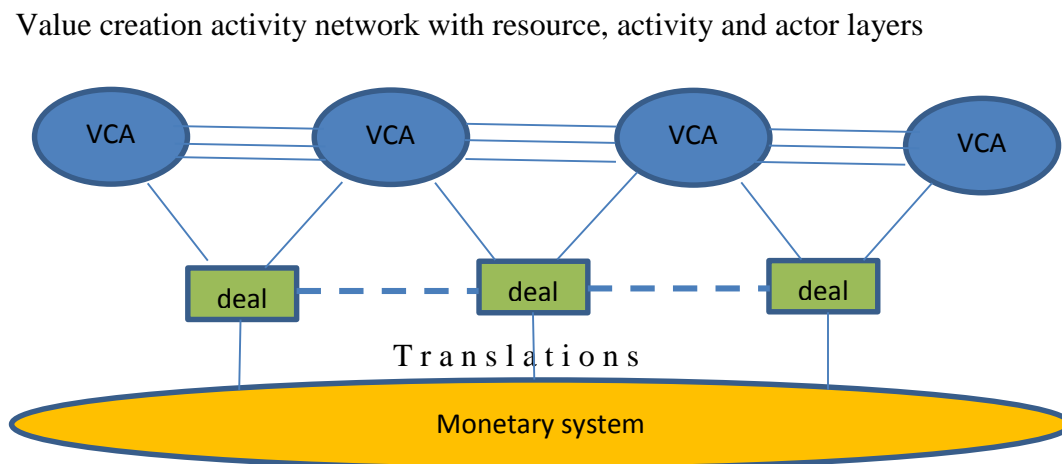 Value creation activity network with resource, activity and actor layers
VCA
VCA
VCA
VCA
deal
deal
deal
T r a n s l a t i o n s
Monetary system